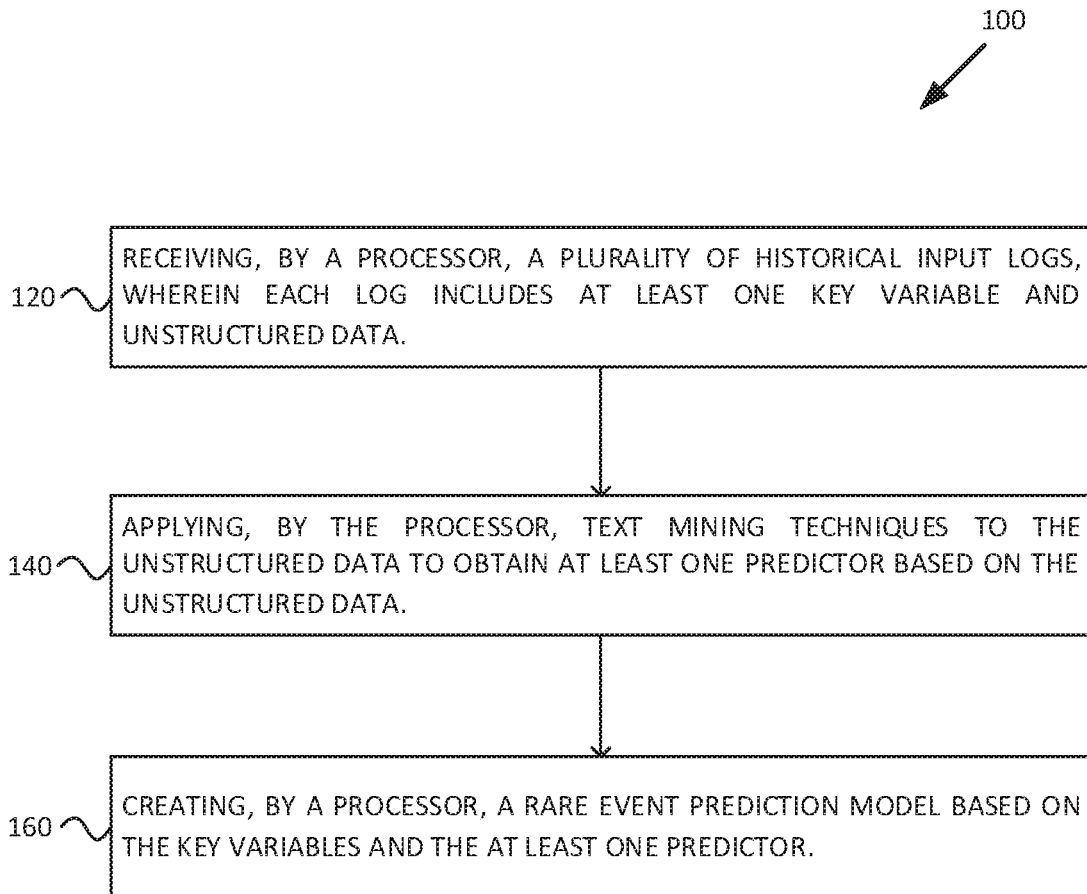 100
120
RECEIVING, BY A PROCESSOR, A PLURALITY OF HISTORICAL INPUT LOGS,
WHEREIN EACH LOG INCLUDES AT LEAST ONE KEY VARIABLE AND
UNSTRUCTURED DATA.
140
APPLYING, BY THE PROCESSOR, TEXT MINING TECHNIQUES TO THE
UNSTRUCTURED DATA TO OBTAIN AT LEAST ONE PREDICTOR BASED ON THE
UNSTRUCTURED DATA.
160
CREATING, BY A PROCESSOR, A RARE EVENT PREDICTION MODEL BASED ON
THE KEY VARIABLES AND THE AT LEAST ONE PREDICTOR.